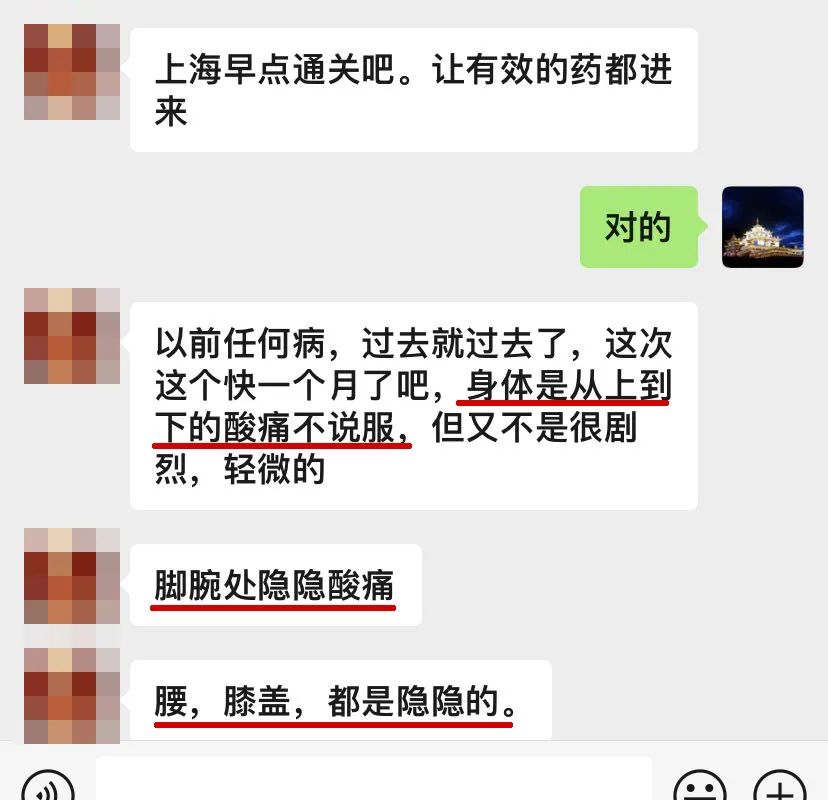 上海早点通关吧。让有效的药都进
来
对的
以前任何病，过去就过去了，这次
这个快一个月了吧，身体是从上到
下的酸痛不说服，但又不是很剧
烈，轻微的
脚腕处隐隐酸痛
腰，膝盖，都是隐隐的。